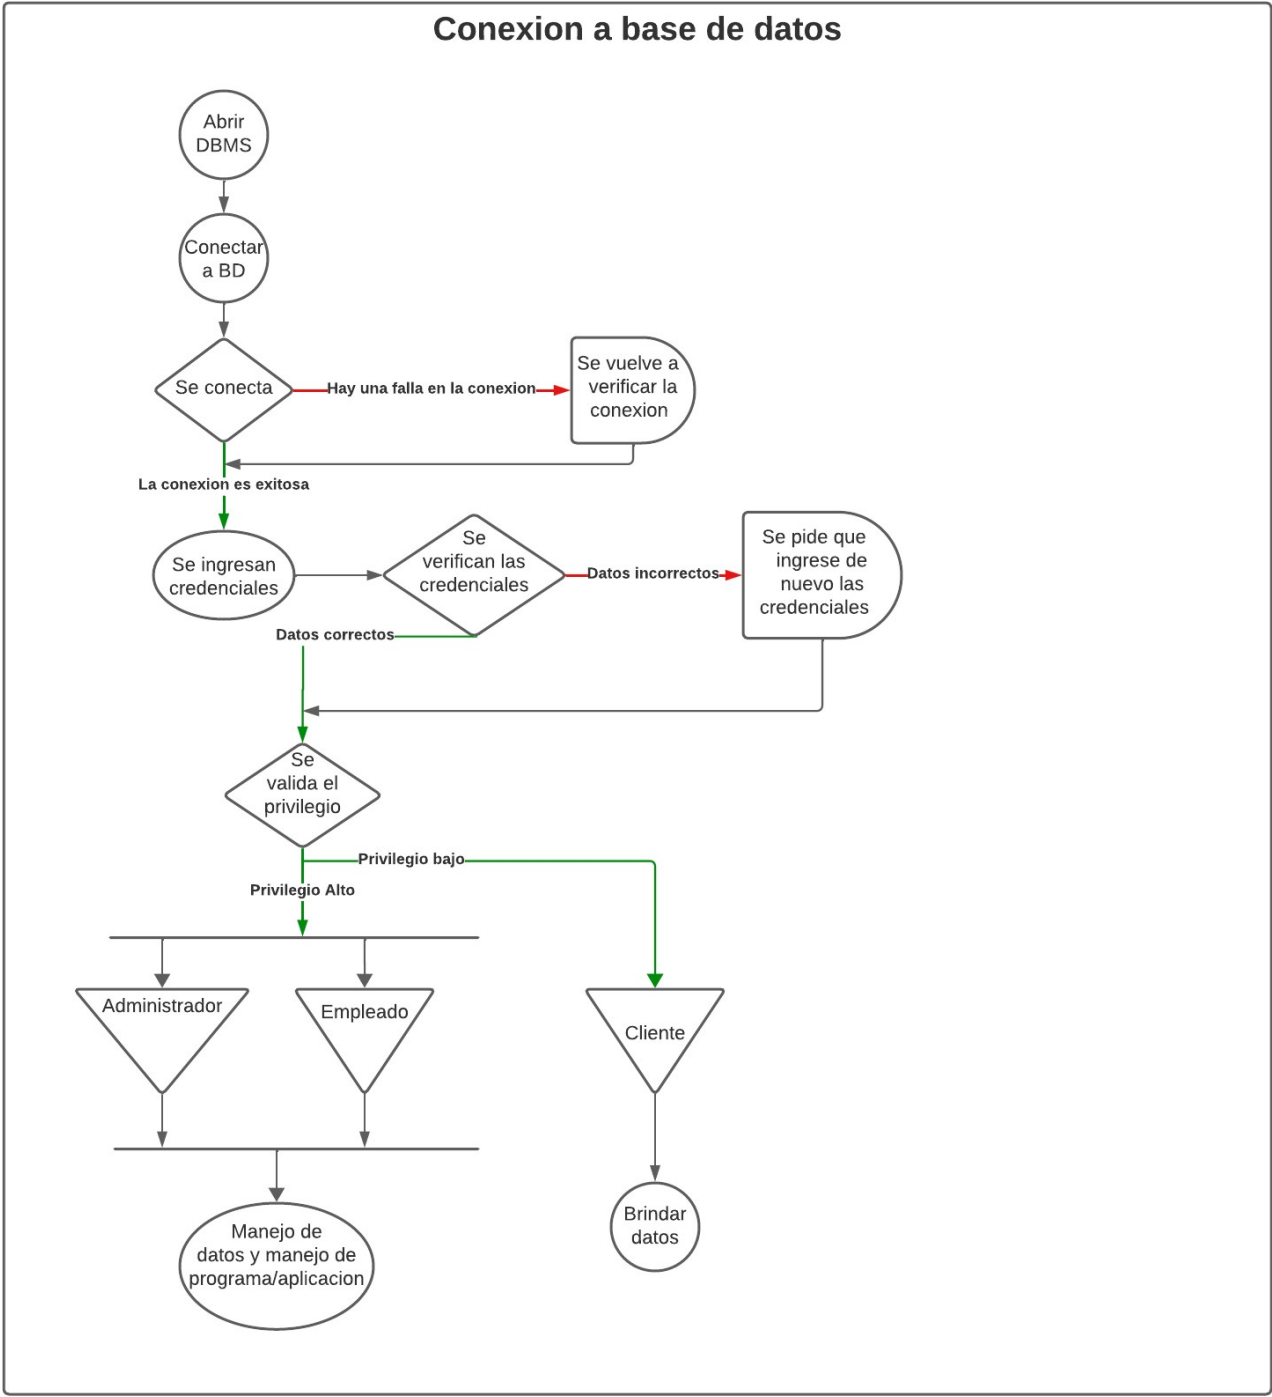 Conexion a base de datos
Abrir
DBMS
Conectar
a BD
Se conecta
Hay una falla en la conexion
Se vuelve a
verificar la
conexion
La conexion es exitosa
Se ingresan
credenciales
Se
verifican las
credenciales
Datos incorrectos
Se pide que
ingrese de
nuevo las
credenciales
Datos correctos
Se
valida el
privilegio
Privilegio bajo
Privilegio Alto
Administrador
Empleado
Cliente
Manejo de
datos y manejo de
programa/aplicacion
Brindar
datos